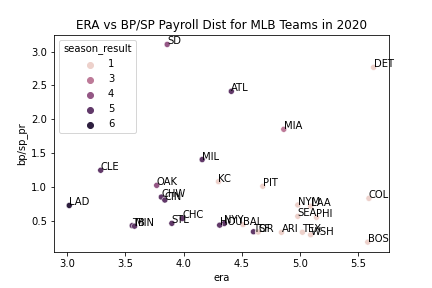 ERA vs BP/SP Payroll Dist for MLB Teams in 2020
season_result
1
3
4
5
6
bp/sp_pr
3.0
2.5
2.0
1.5
1.0
0.5
SD
DET
ATL
MIA
MIL
CLE
KC
OAK
PIT
CHW
CIN
COL
LAD
NYM
LAA
SEA
PHI
CHC
STL
NYY
HOU
BAL
MIN
ARI
TEX
WSH
BOS
3.0
3.5
4.0
4.5
5.0
5.5
era